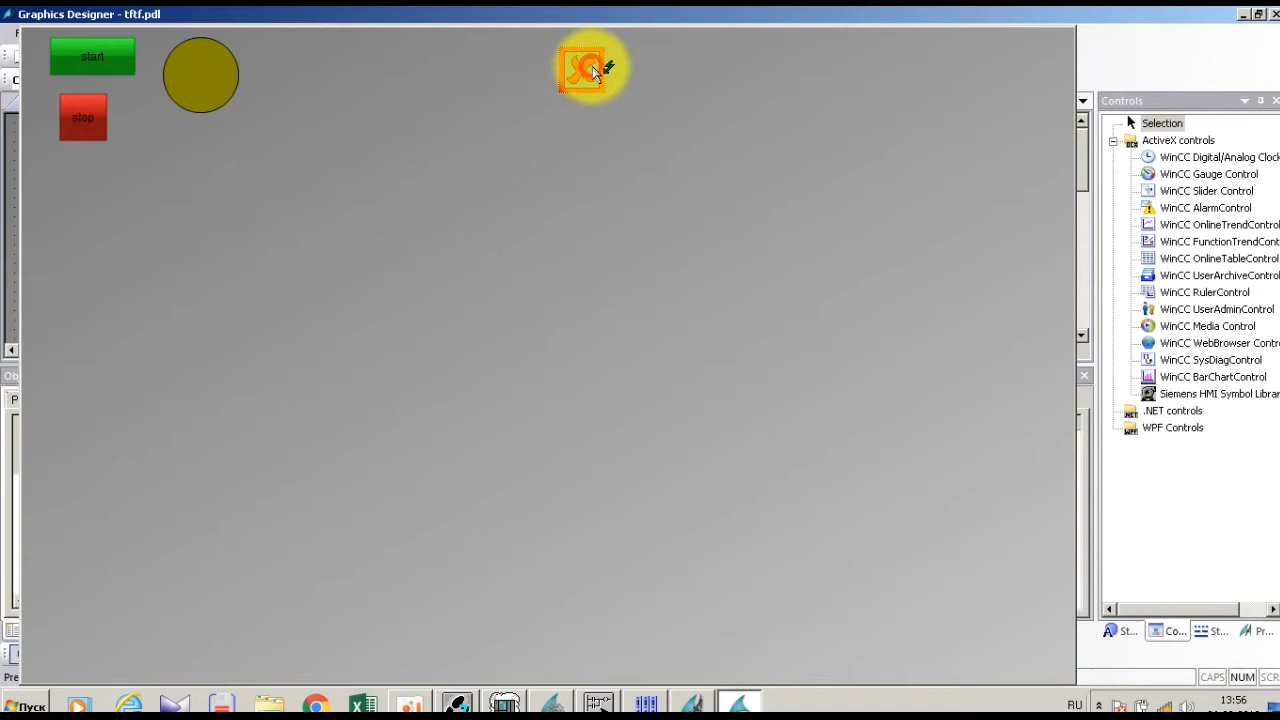 Graphics Designer - tftf.pdl
start
stop
Controls
Selection
ActiveX controls
WinCC Digital/Analog Clock
WinCC Gauge Control
WinCC Slider Control
WinCC AlarmControl
WinCC OnlineTrendContro
WinCC FunctionTrendCont
WinCC OnlineTableControl
WinCC UserArchiveControl
WinCC RulerControl
WinCC UserAdminControl
WinCC Media Control
WinCC WebBrowser Contro
WinCC SysDiagControl
WinCC BarChartControl
Siemens HMI Symbol Librar
.NET controls
WPF Controls
St...
Co...
St...
Pr...
CAPS
NUM
SCR
Пуск
RU
13:56